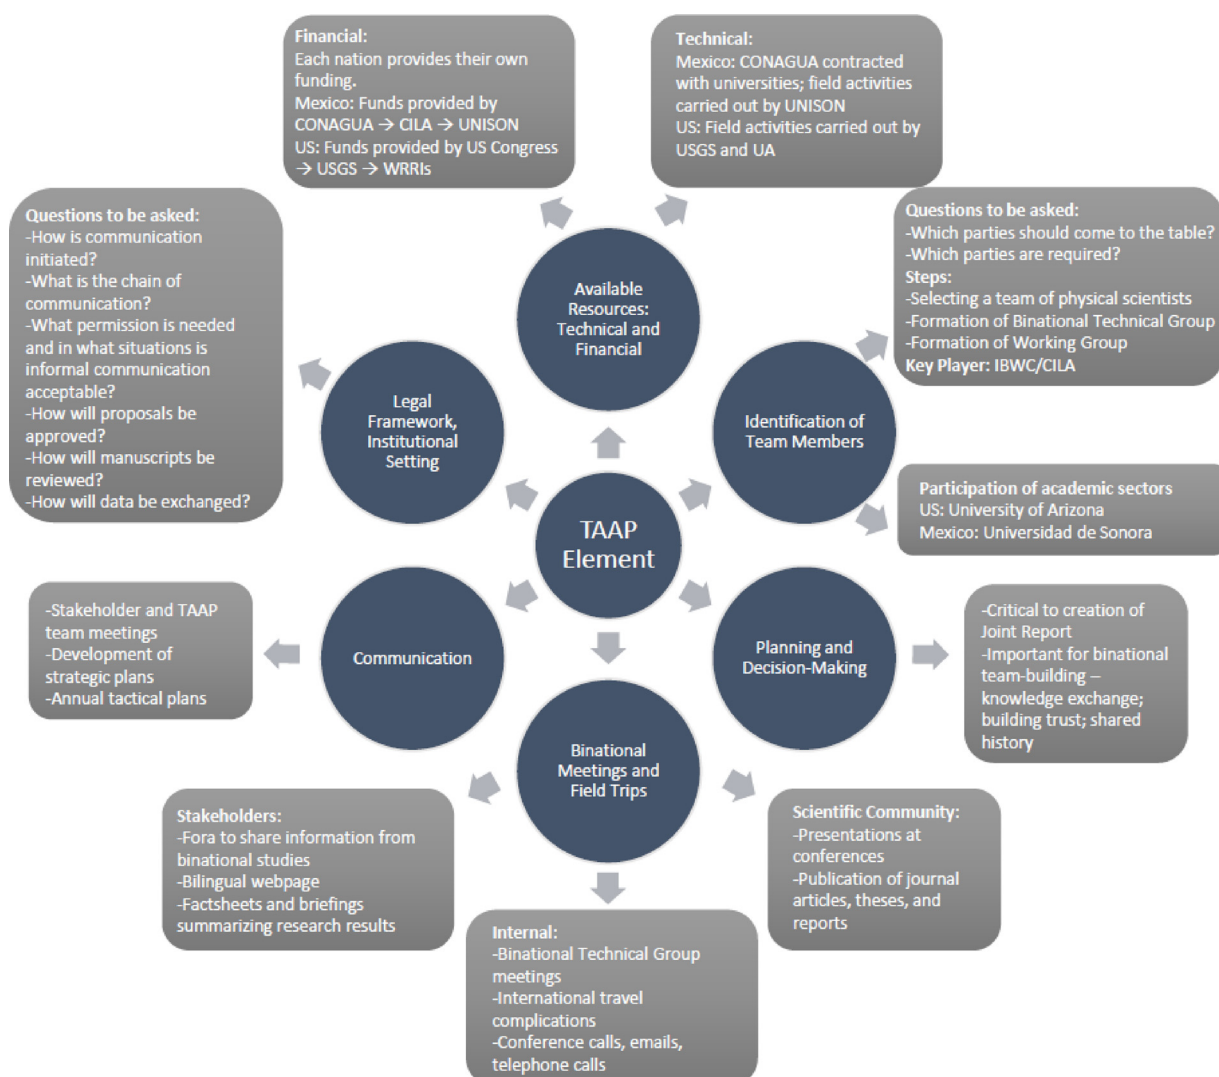 Financial:
Each nation provides their own
funding.
Mexico: Funds provided by
CONAGUA → CILA → UNISON
US: Funds provided by US Congress
→ USGS → WRRIs
Technical:
Mexico: CONAGUA contracted
with universities; field activities
carried out by UNISON
US: Field activities carried out by
USGS and UA
Questions to be asked:
-How is communication
initiated?
-What is the chain of
communication?
-What permission is needed
and in what situations is
informal communication
acceptable?
-How will proposals be
approved?
-How will manuscripts be
reviewed?
-How will data be exchanged?
Available
Resources:
Technical and
Financial
Questions to be asked:
-Which parties should come to the table?
-Which parties are required?
Steps:
-Selecting a team of physical scientists
-Formation of Binational Technical Group
-Formation of Working Group
Key Player: IBWC/CILA
Legal
Framework,
Institutional
Setting
Identification of
Team Members
TAAP
Element
Participation of academic sectors
US: University of Arizona
Mexico: Universidad de Sonora
-Stakeholder and TAAP
team meetings
-Development of
strategic plans
-Annual tactical plans
Communication
Planning and
Decision-Making
-Critical to creation of
Joint Report
-Important for binational
team-building –
knowledge exchange;
building trust; shared
history
Binational
Meetings and
Field Trips
Stakeholders:
-Fora to share information from
binational studies
-Bilingual webpage
-Factsheets and briefings
summarizing research results
Scientific Community:
-Presentations at
conferences
-Publication of journal
articles, theses, and
reports
Internal:
-Binational Technical Group
meetings
-International travel
complications
-Conference calls, emails,
telephone calls